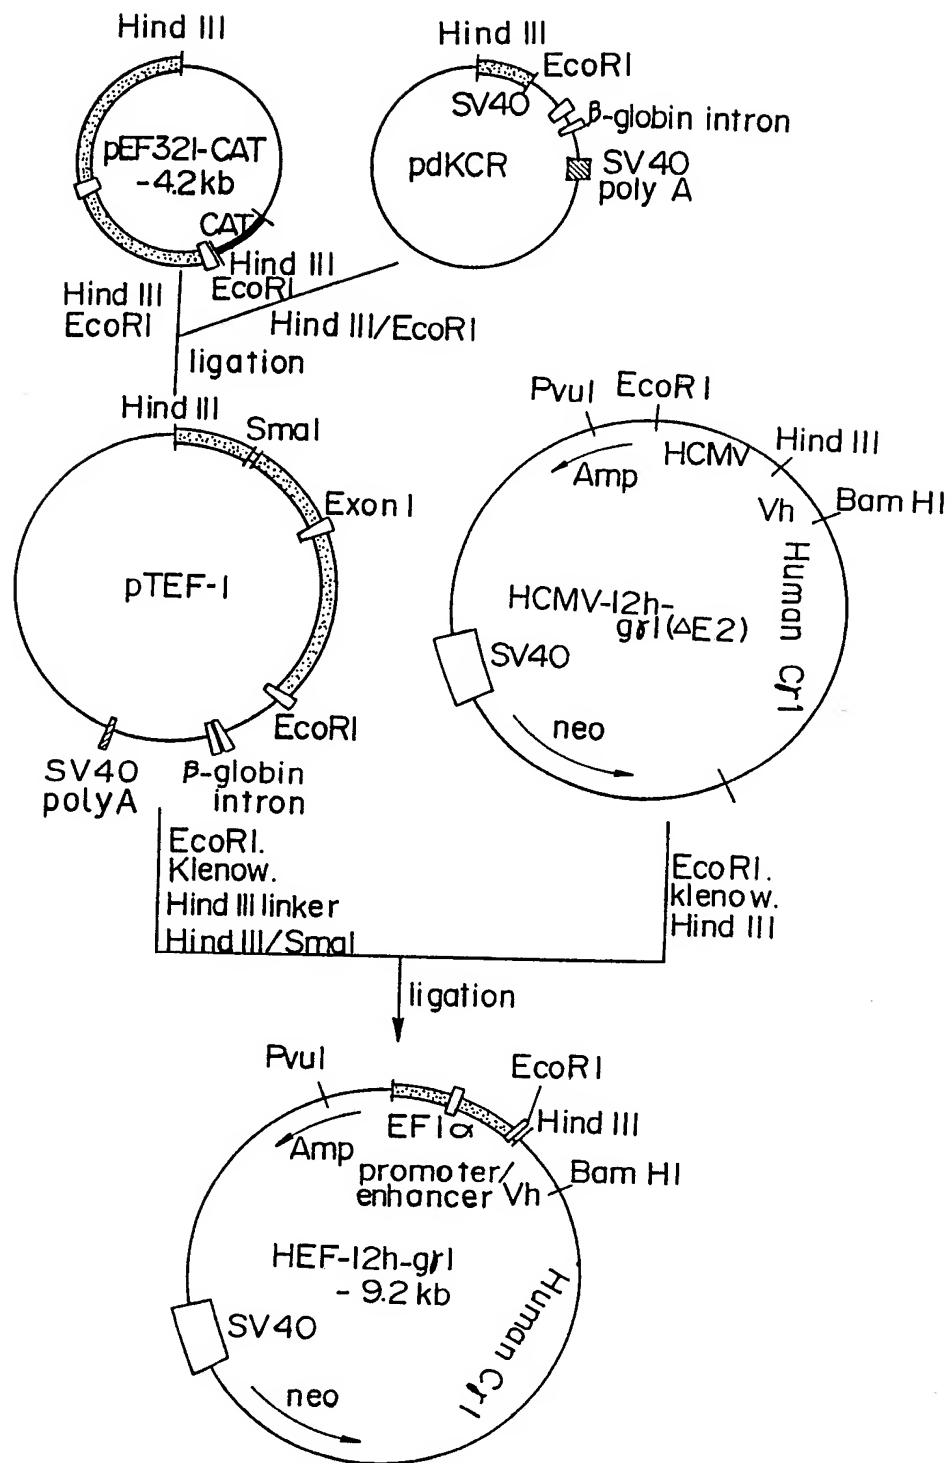 Hind III
pEF321-CAT
-4.2kb
CAT
Hind III
EcoRI
Hind III
EcoRI
SV40
β-globin intron
pdKCR
SV40
poly A
Hind III
EcoRI
Hind III/EcoRI
ligation
Hind III
SmaI
Exon I
pTEF-1
EcoRI
SV40
polyA
β-globin
intron
PvuI
EcoRI
HCMV
Hind III
Amp
Vh
Bam HI
HCMV-12h-
gγ1(ΔE2)
Human Cγ1
SV40
neo
EcoRI.
Klenow.
Hind III linker
Hind III/SmaI
EcoRI.
klenow.
Hind III
ligation
PvuI
EcoRI
Hind III
EF1α
Amp
promoter/
enhancer
Vh
Bam HI
HEF-12h-gγ1
- 9.2 kb
Human Cγ1
SV40
neo